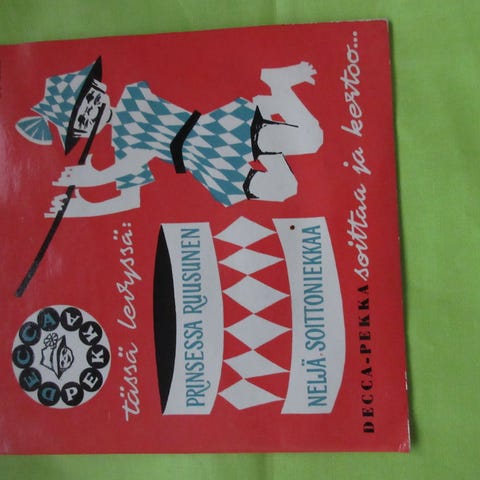 DECCA PEKKA
tässä levyssä:
PRINSESSA RUUSUNEN
NELJÄ SOITTONIEKKAA
DECCA-PEKKA soittaa ja kertoo...